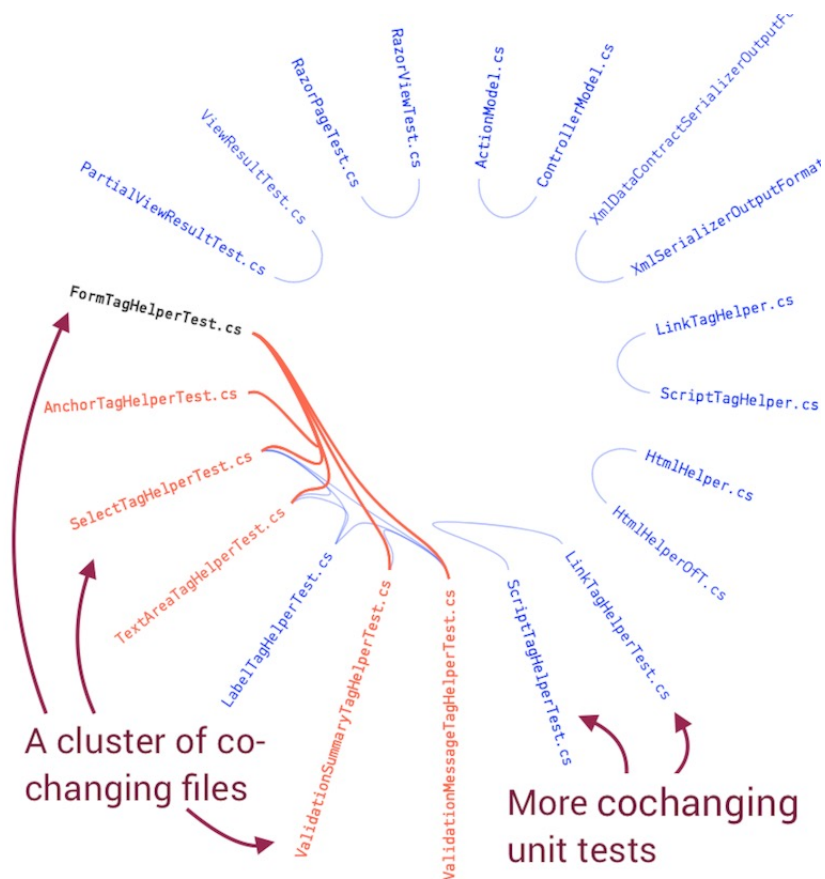 RazorViewTest.cs
RazorPageTest.cs
ViewResultTest.cs
PartialViewResultTest.cs
FormTagHelperTest.cs
AnchorTagHelperTest.cs
SelectTagHelperTest.cs
TextAreaTagHelperTest.cs
LabelTagHelperTest.cs
ValidationSummaryTagHelperTest.cs
ValidationMessageTagHelperTest.cs
ScriptTagHelperTest.cs
LinkTagHelperTest.cs
HtmlHelperOfT.cs
HtmlHelper.cs
ScriptTagHelper.cs
LinkTagHelper.cs
XmlSerializerOutputFormat
XmlDataContractSerializerOutputFo
ControllerModel.cs
ActionModel.cs
A cluster of co-
changing files
More cochanging
unit tests